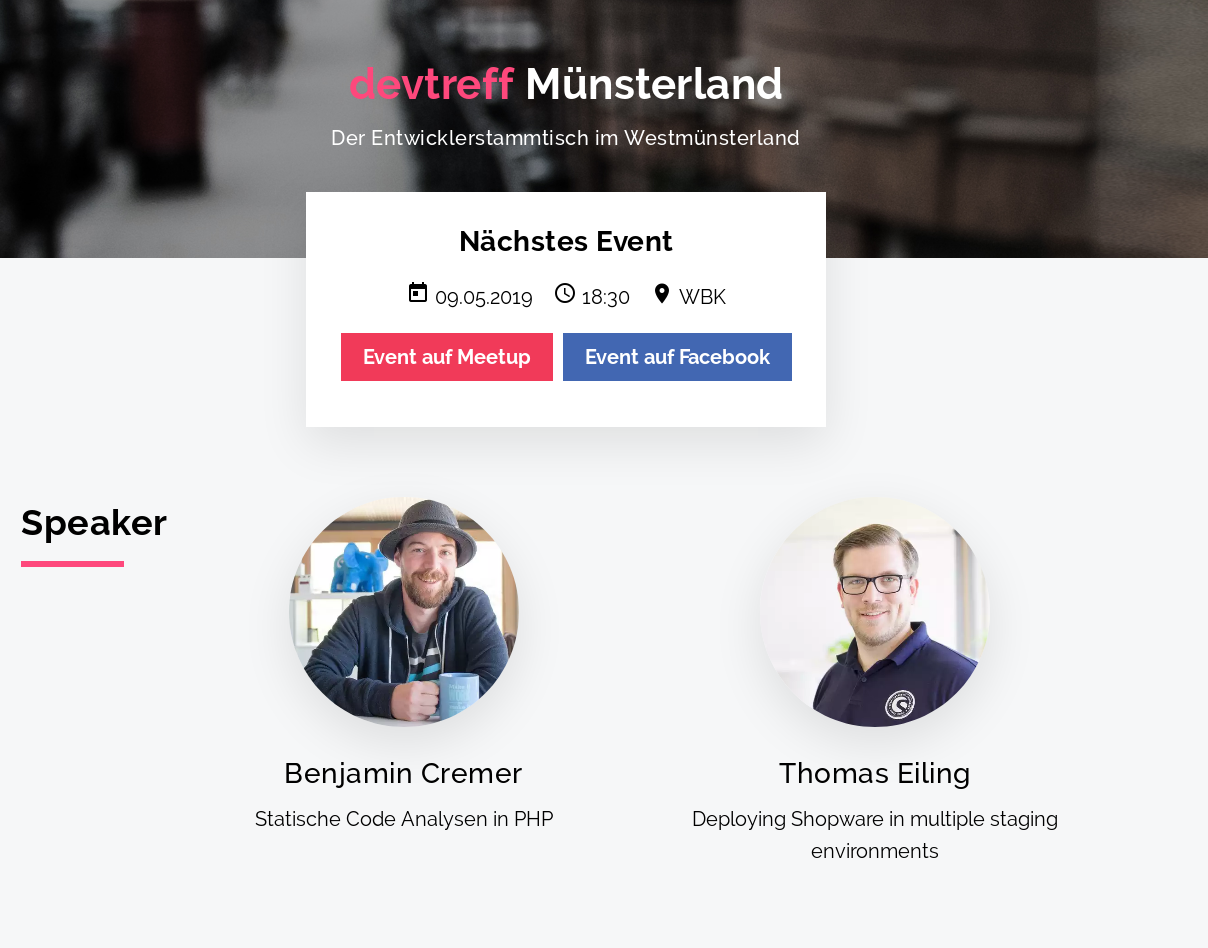 devtreff Münsterland
Der Entwicklerstammtisch im Westmünsterland
Nächstes Event
09.05.2019 18:30 WBK
Event auf Meetup Event auf Facebook
Speaker
Benjamin Cremer
Statische Code Analysen in PHP
Thomas Eiling
Deploying Shopware in multiple staging
environments